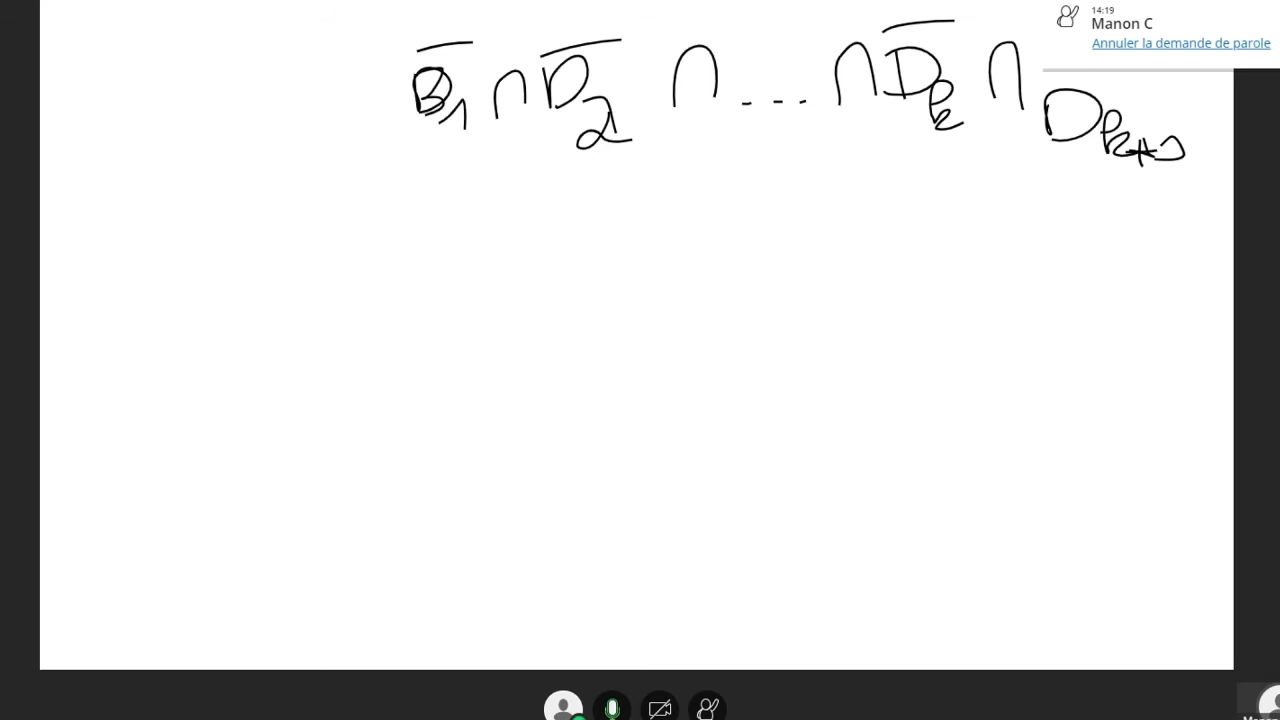 14:19
Manon C
Annuler la demande de parole
B̅₁ ∩ D̅₂ ∩ ... ∩ D̅ₖ ∩ Dₖ₊₁